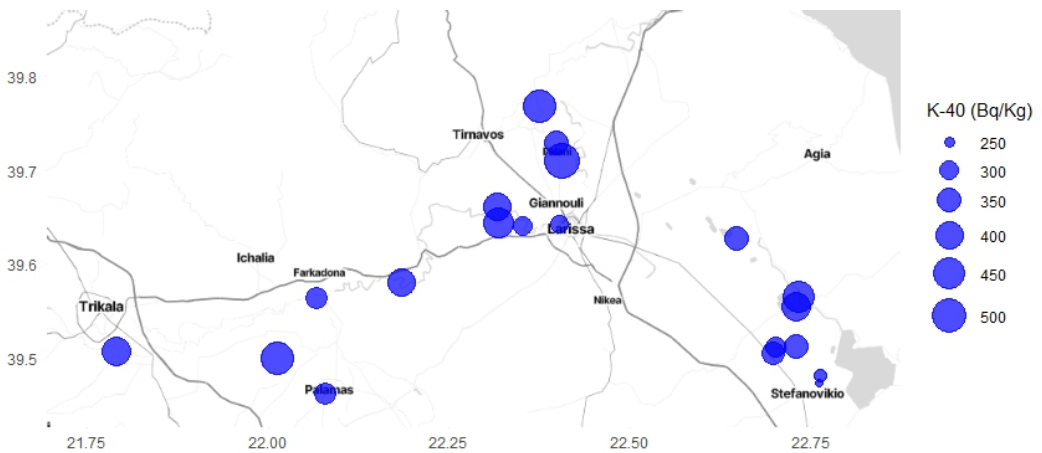 39.8
39.7
39.6
39.5
21.75
22.00
22.25
22.50
22.75
Tirnavos
Agia
Giannouli
Larissa
Ichalia
Farkadona
Trikala
Nikea
Palamas
Stefanovikio
K-40 (Bq/Kg)
250
300
350
400
450
500